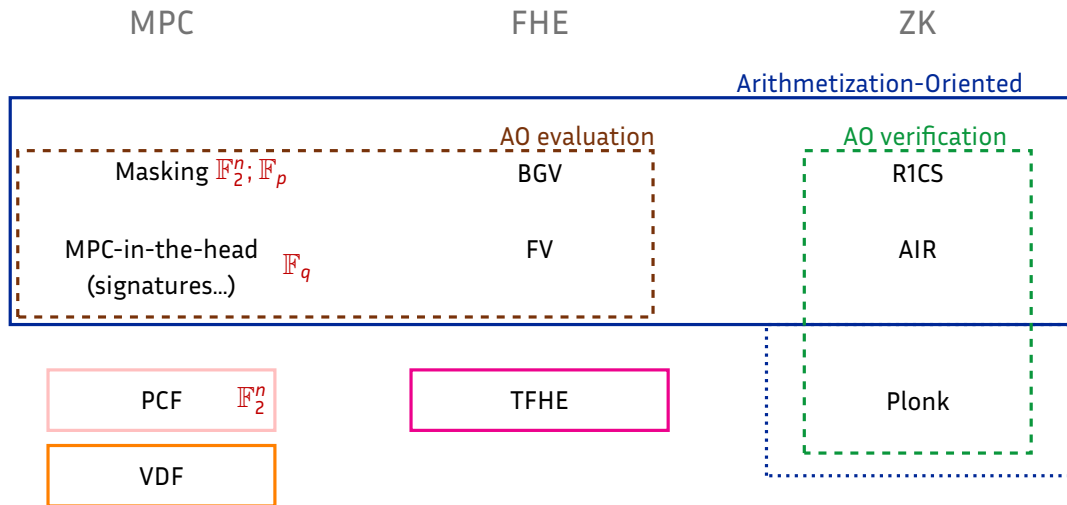 MPC FHE ZK
Arithmetization-Oriented
AO evaluation AO verification
Masking 𝔽₂ⁿ; 𝔽ₚ BGV R1CS
MPC-in-the-head
(signatures…) 𝔽_q FV AIR
PCF 𝔽₂ⁿ TFHE Plonk
VDF